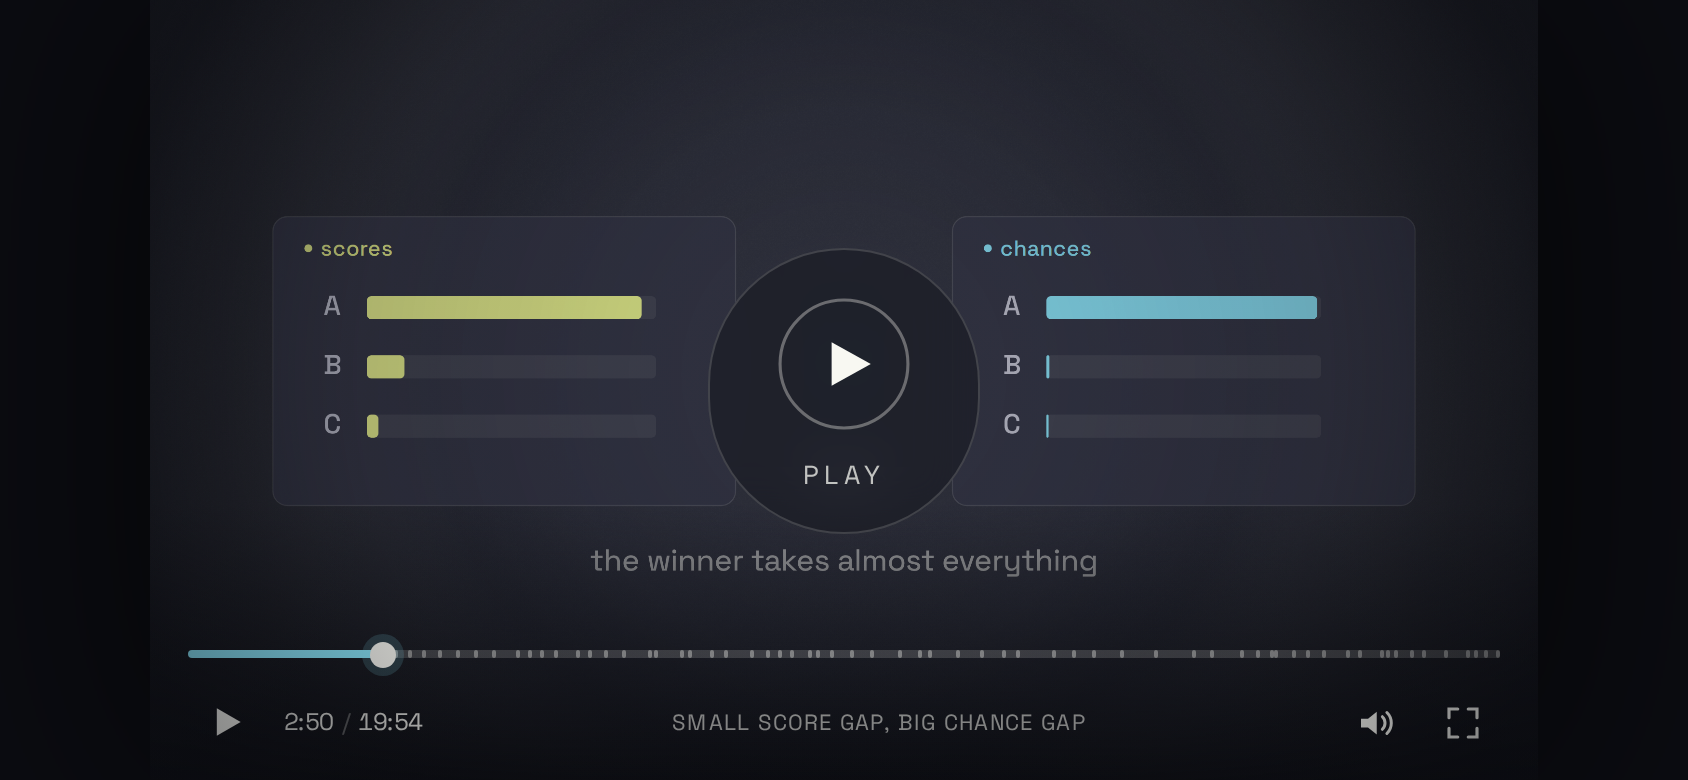 scores
A
B
C
chances
A
B
C
PLAY
the winner takes almost everything
2:50 / 19:54
SMALL SCORE GAP, BIG CHANCE GAP